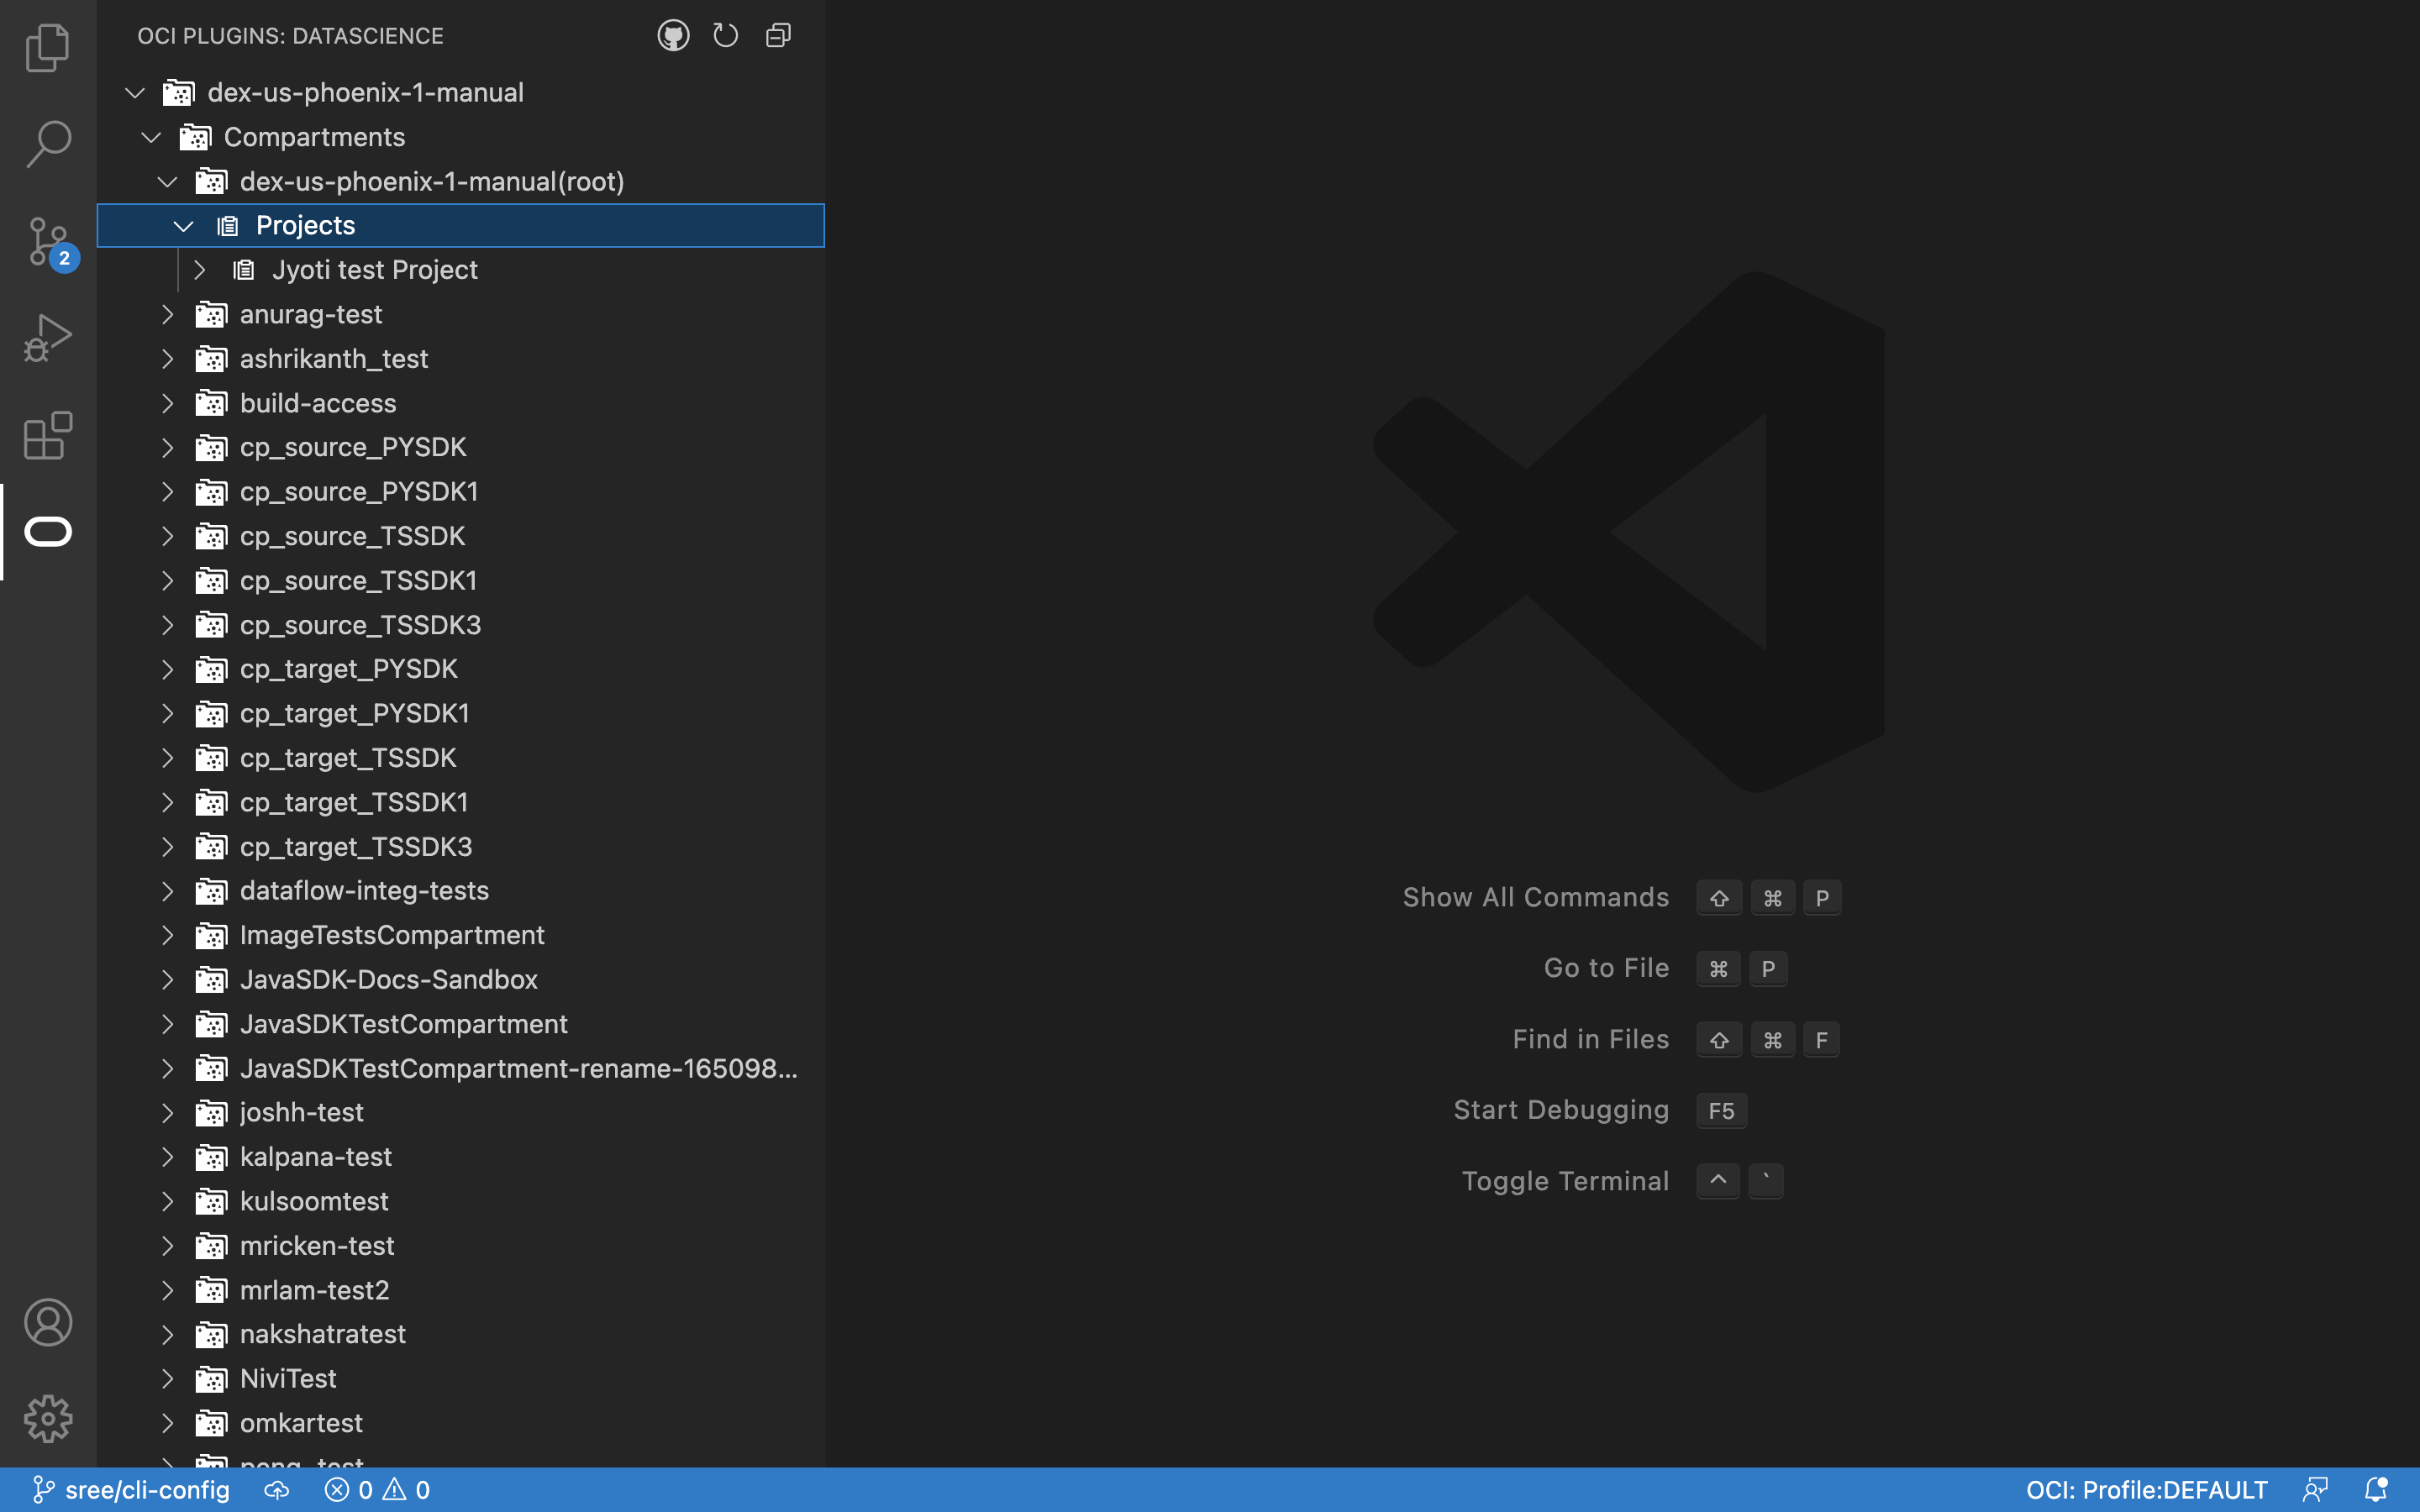 OCI PLUGINS: DATASCIENCE
dex-us-phoenix-1-manual
Compartments
dex-us-phoenix-1-manual(root)
Projects
2
Jyoti test Project
anurag-test
ashrikanth_test
build-access
cp_source_PYSDK
cp_source_PYSDK1
cp_source_TSSDK
cp_source_TSSDK1
cp_source_TSSDK3
cp_target_PYSDK
cp_target_PYSDK1
cp_target_TSSDK
cp_target_TSSDK1
cp_target_TSSDK3
dataflow-integ-tests
ImageTestsCompartment
JavaSDK-Docs-Sandbox
JavaSDKTestCompartment
JavaSDKTestCompartment-rename-165098...
joshh-test
kalpana-test
kulsoomtest
mricken-test
mrlam-test2
nakshatratest
NiviTest
omkartest
Show All Commands ⇧ ⌘ P
Go to File ⌘ P
Find in Files ⇧ ⌘ F
Start Debugging F5
Toggle Terminal ^ `
sree/cli-config 0 0 OCI: Profile:DEFAULT